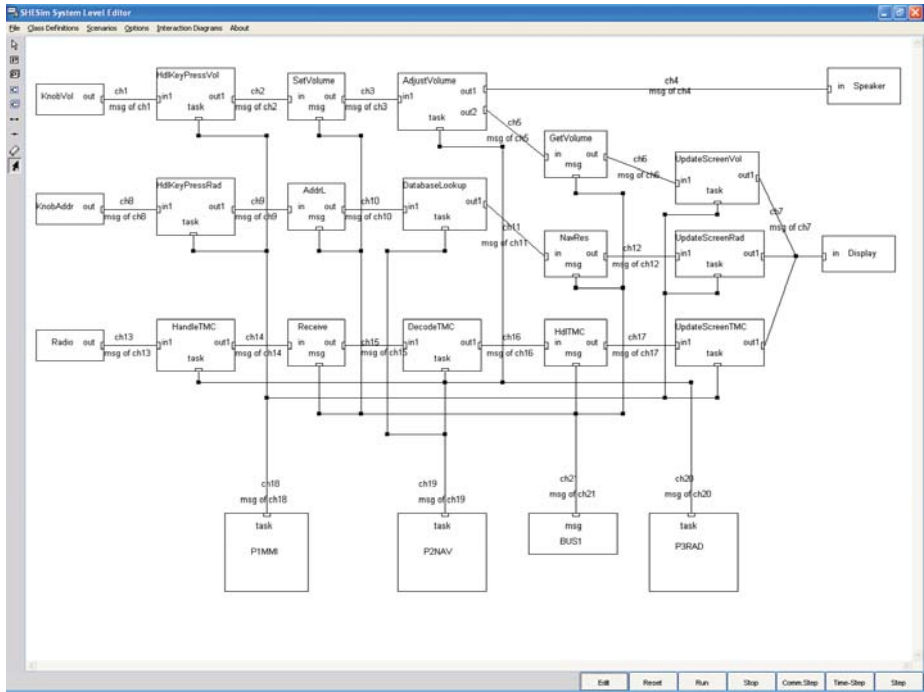 SHESim System Level Editor
File Class Definitions Scenarios Options Interaction Diagrams About
KnobVol out
ch1
msg of ch1
HdlKeyPressVol
in1 out1
task
ch2
msg of ch2
SetVolume
in out
msg
ch3
msg of ch3
AdjustVolume
in1 out1
out2
task
ch4
msg of ch4
in Speaker
ch5
msg of ch5
GetVolume
in out
msg
ch6
msg of ch6
UpdateScreenVol
in1 out1
task
ch7
msg of ch7
KnobAddr out
ch8
msg of ch8
HdlKeyPressRad
in1 out1
task
ch9
msg of ch9
AddrL
in out
msg
ch10
msg of ch10
DatabaseLookup
in1 out1
task
ch11
msg of ch11
NavRes
in out
msg
ch12
msg of ch12
UpdateScreenRad
in1 out1
task
in Display
Radio out
ch13
msg of ch13
HandleTMC
in1 out1
task
ch14
msg of ch14
Receive
in out
msg
ch15
msg of ch15
DecodeTMC
in1 out1
task
ch16
msg of ch16
HdlTMC
in out
msg
ch17
msg of ch17
UpdateScreenTMC
in1 out1
task
ch18
msg of ch18
ch19
msg of ch19
ch21
msg of ch21
ch20
msg of ch20
task
P1MMI
task
P2NAV
msg
BUS1
task
P3RAD
Edit Reset Run Stop Comm.Step Time-Step Step